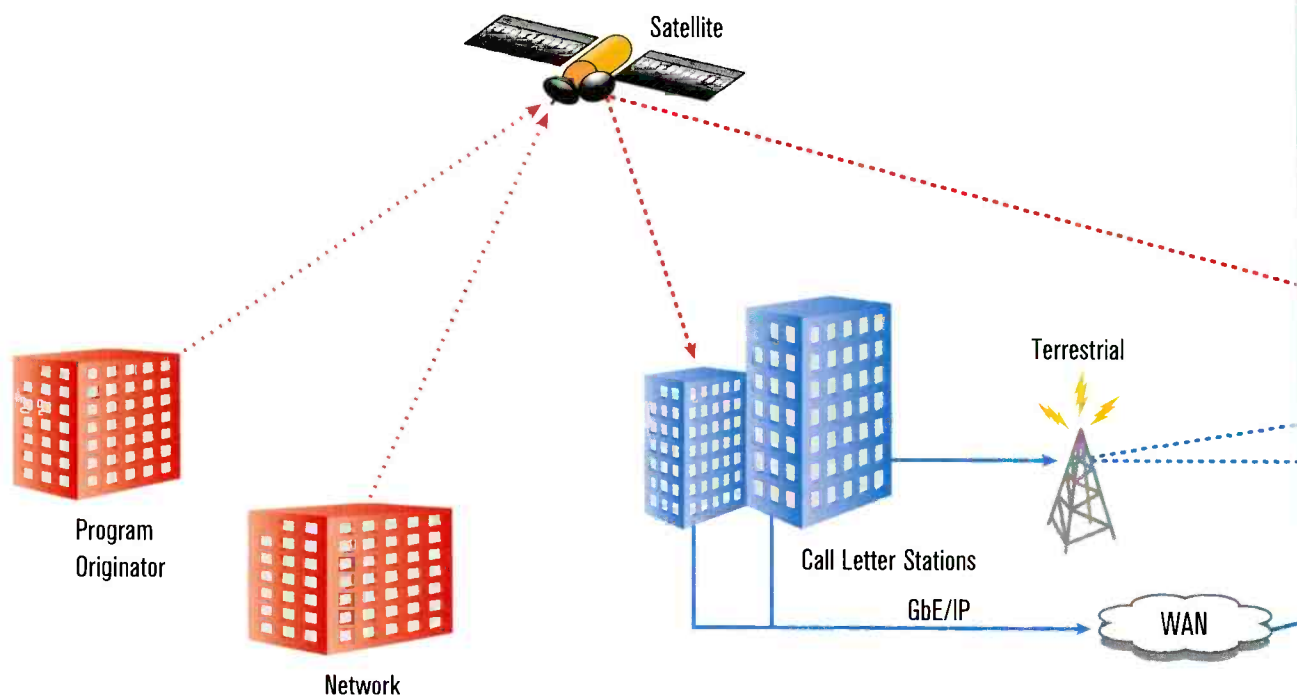 Satellite
Terrestrial
Program
Originator
Call Letter Stations
GbE/IP
WAN
Network